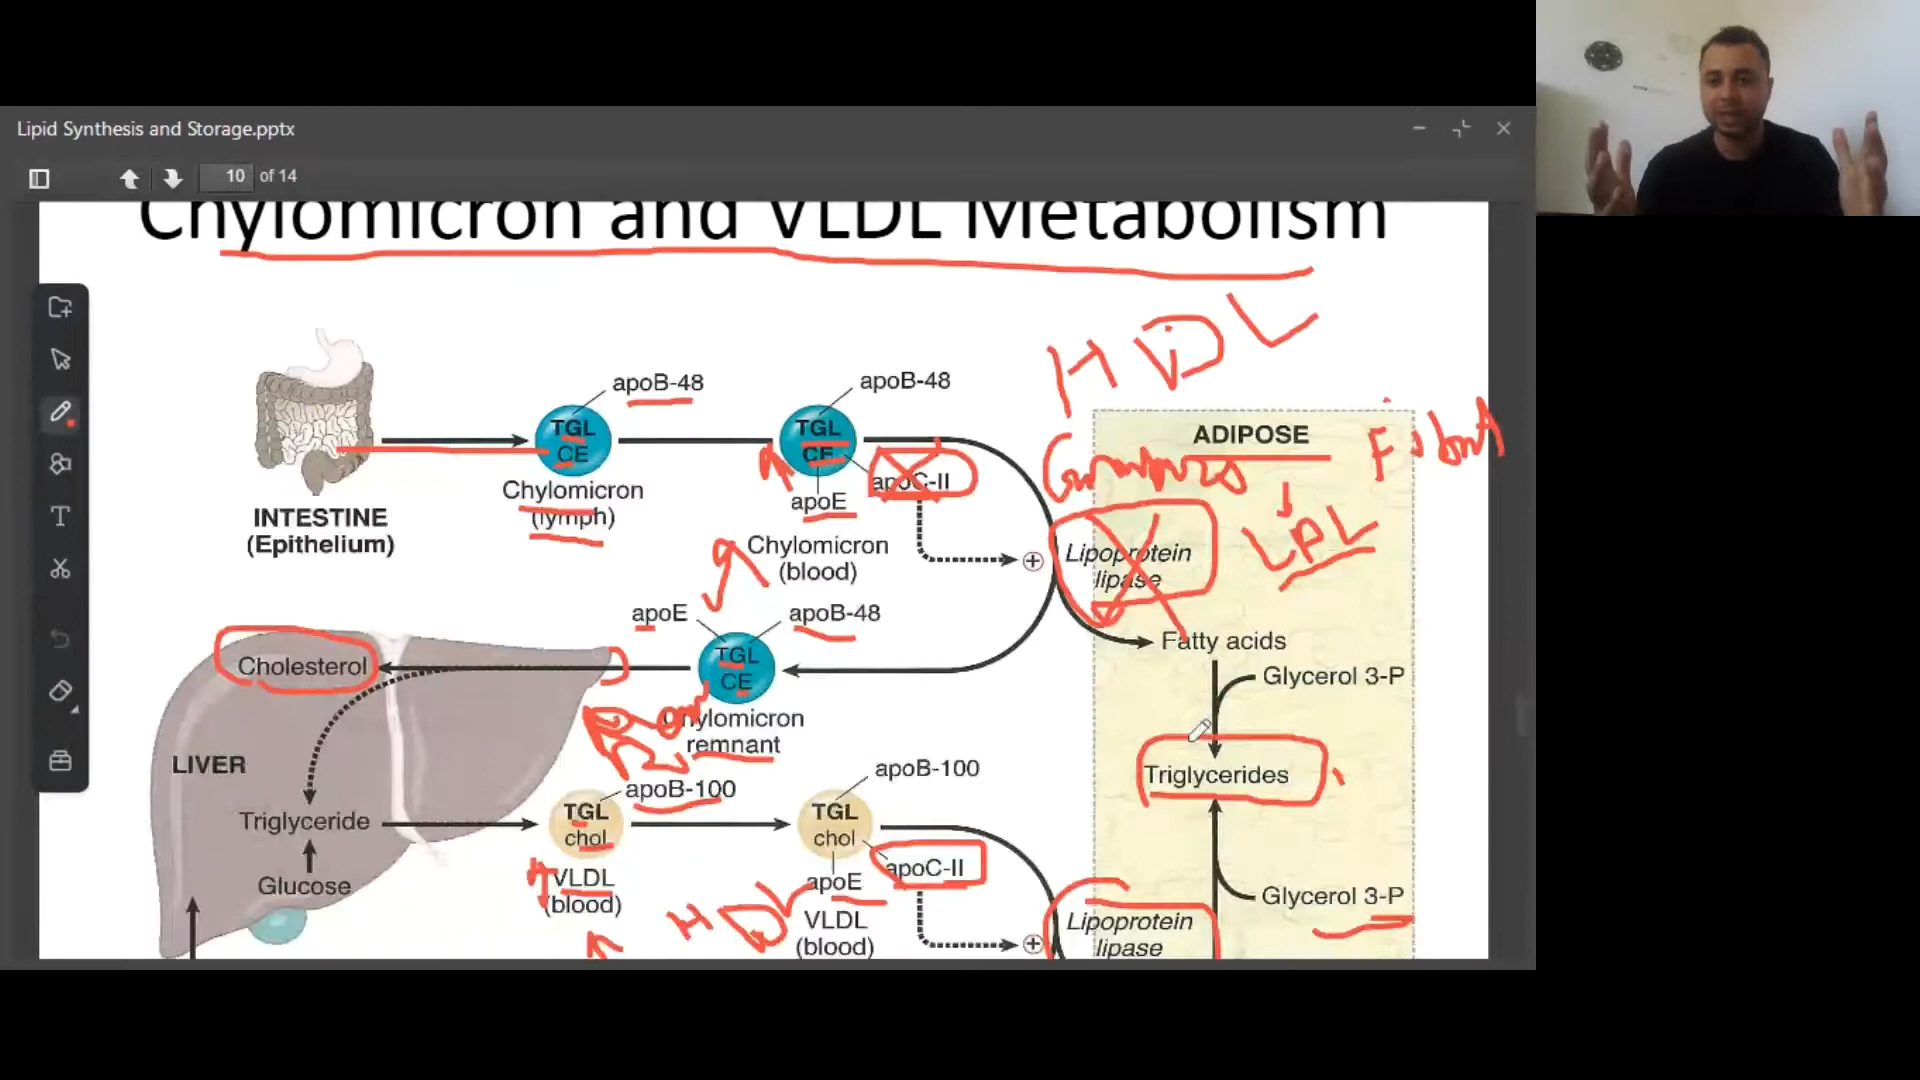 Lipid Synthesis and Storage.pptx
10 of 14
Chylomicron and VLDL Metabolism
HDL
apoB-48
apoB-48
TGL
CE
TGL
CE
ADIPOSE
apoC-II
apoE
LPL
Chylomicron
(lymph)
INTESTINE
(Epithelium)
Chylomicron
(blood)
Lipoprotein
lipase
apoE
apoB-48
Fatty acids
TGL
CE
Cholesterol
Glycerol 3-P
Chylomicron
remnant
LIVER
Triglycerides
apoB-100
apoB-100
TGL
chol
TGL
chol
Triglyceride
Glucose
apoC-II
apoE
VLDL
(blood)
Glycerol 3-P
VLDL
(blood)
Lipoprotein
lipase
T